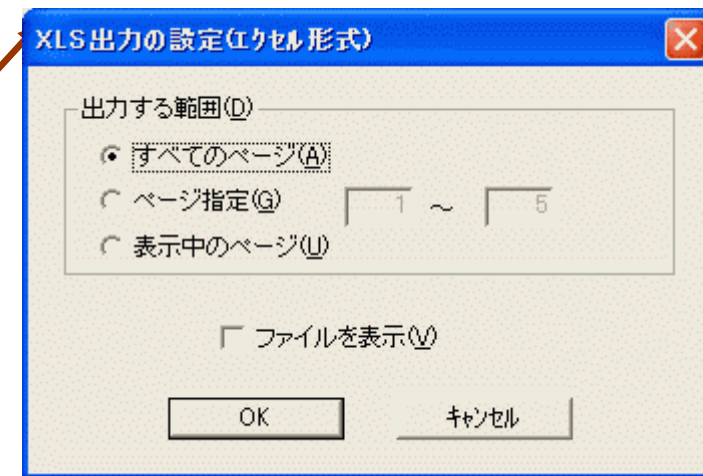 XLS出力の設定(ｴｸｾﾙ形式)
出力する範囲(D)
すべてのページ(A)
ページ指定(G) 1 ～ 5
表示中のページ(U)
ファイルを表示(V)
OK ｷｬﾝｾﾙ